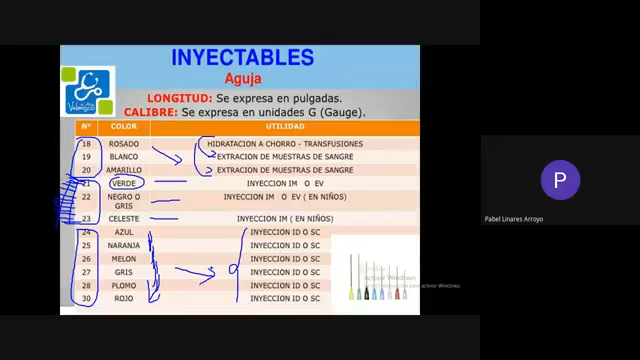 INYECTABLES
Aguja
LONGITUD: Se expresa en pulgadas.
CALIBRE: Se expresa en unidades G (Gauge).
Nº COLOR UTILIDAD
18 ROSADO HIDRATACION A CHORRO - TRANSFUSIONES
19 BLANCO EXTRACION DE MUESTRAS DE SANGRE
20 AMARILLO EXTRACION DE MUESTRAS DE SANGRE
21 VERDE INYECCIÓN IM O EV
22 NEGRO O GRIS INYECCIÓN IM O EV ( EN NIÑOS)
23 CELESTE INYECCIÓN IM ( EN NIÑOS)
24 AZUL INYECCION ID O SC
25 NARANJA INYECCION ID O SC
26 MELON INYECCION ID O SC
27 GRIS INYECCION ID O SC
28 PLOMO INYECCION ID O SC
30 ROJO INYECCION ID O SC
P
Pabel Linares Arroyo